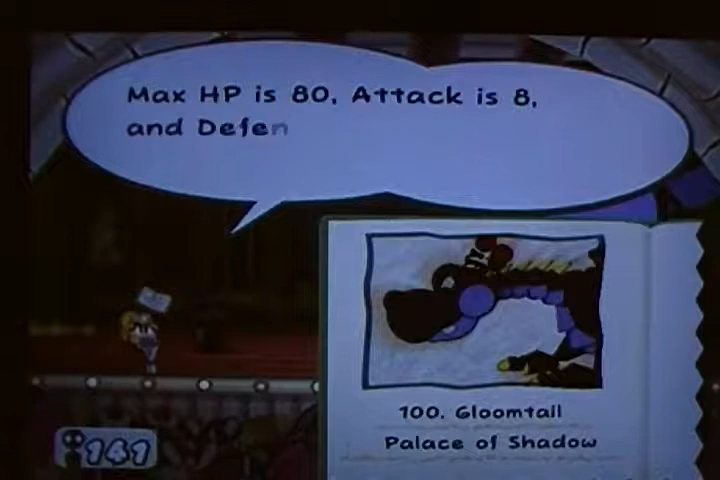 Max HP is 80, Attack is 8,
and Defen
100. Gloomtail
Palace of Shadow
141